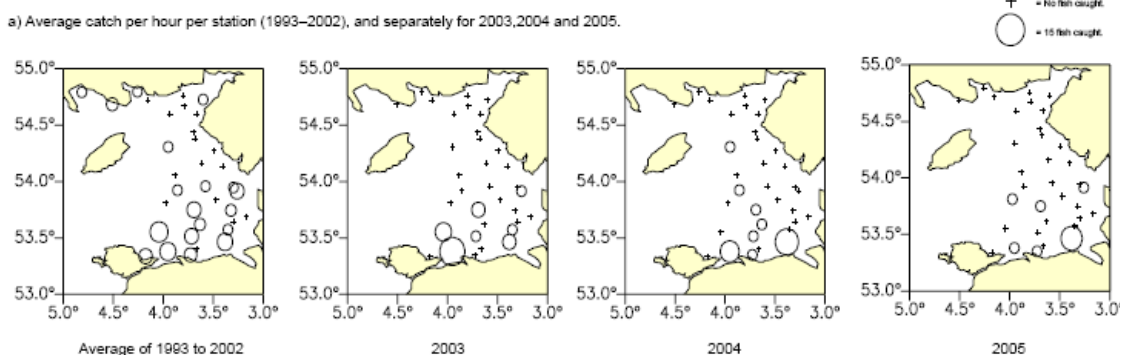 a) Average catch per hour per station (1993–2002), and separately for 2003,2004 and 2005.
+ = No fish caught.
= 15 fish caught.
55.0° 55.0° 55.0° 55.0°
54.5° 54.5° 54.5° 54.5°
54.0° 54.0° 54.0° 54.0°
53.5° 53.5° 53.5° 53.5°
53.0° 53.0° 53.0° 53.0°
5.0° 4.5° 4.0° 3.5° 3.0° 5.0° 4.5° 4.0° 3.5° 3.0° 5.0° 4.5° 4.0° 3.5° 3.0° 5.0° 4.5° 4.0° 3.5° 3.0°
Average of 1993 to 2002 2003 2004 2005